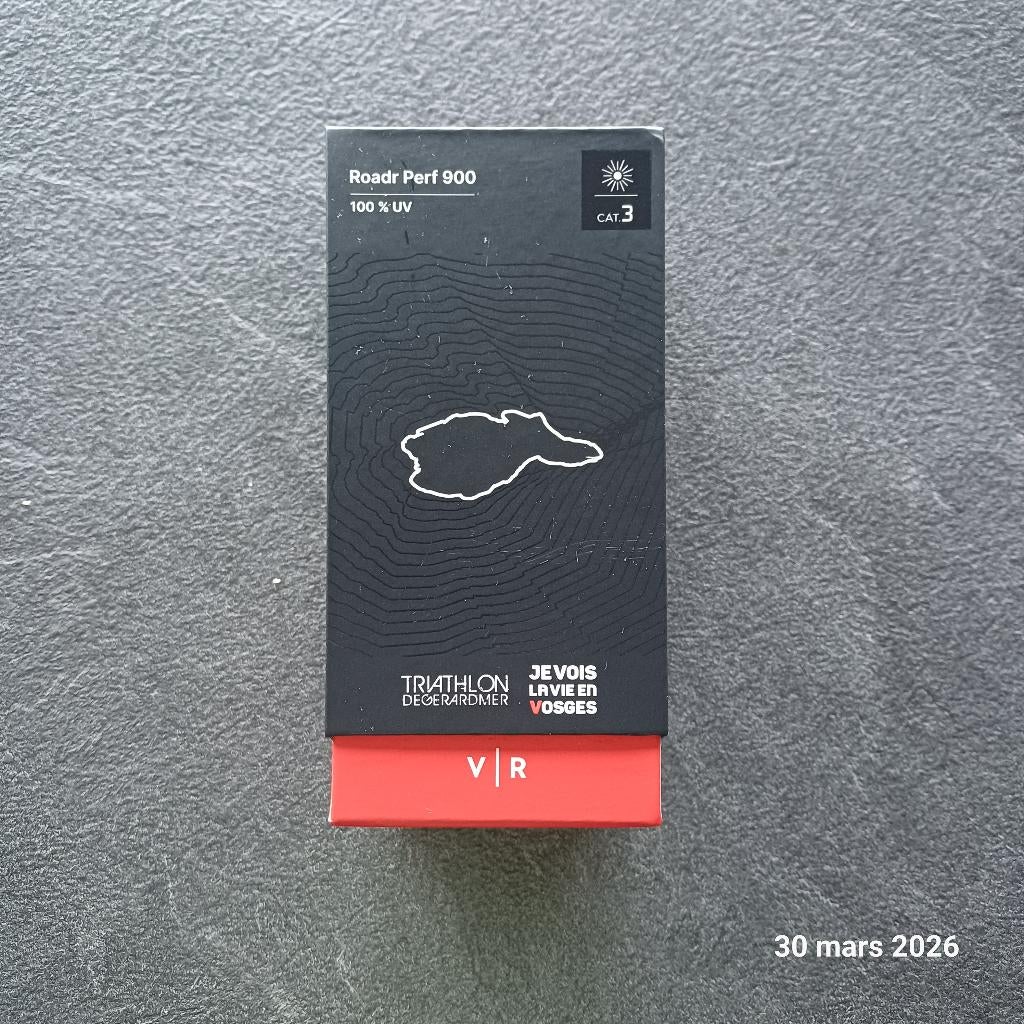 Roadr Perf 900
100 % UV
CAT.3
TRIATHLON
DEGERARDMER
JE VOIS
LA VIE EN
VOSGES
V|R
30 mars 2026